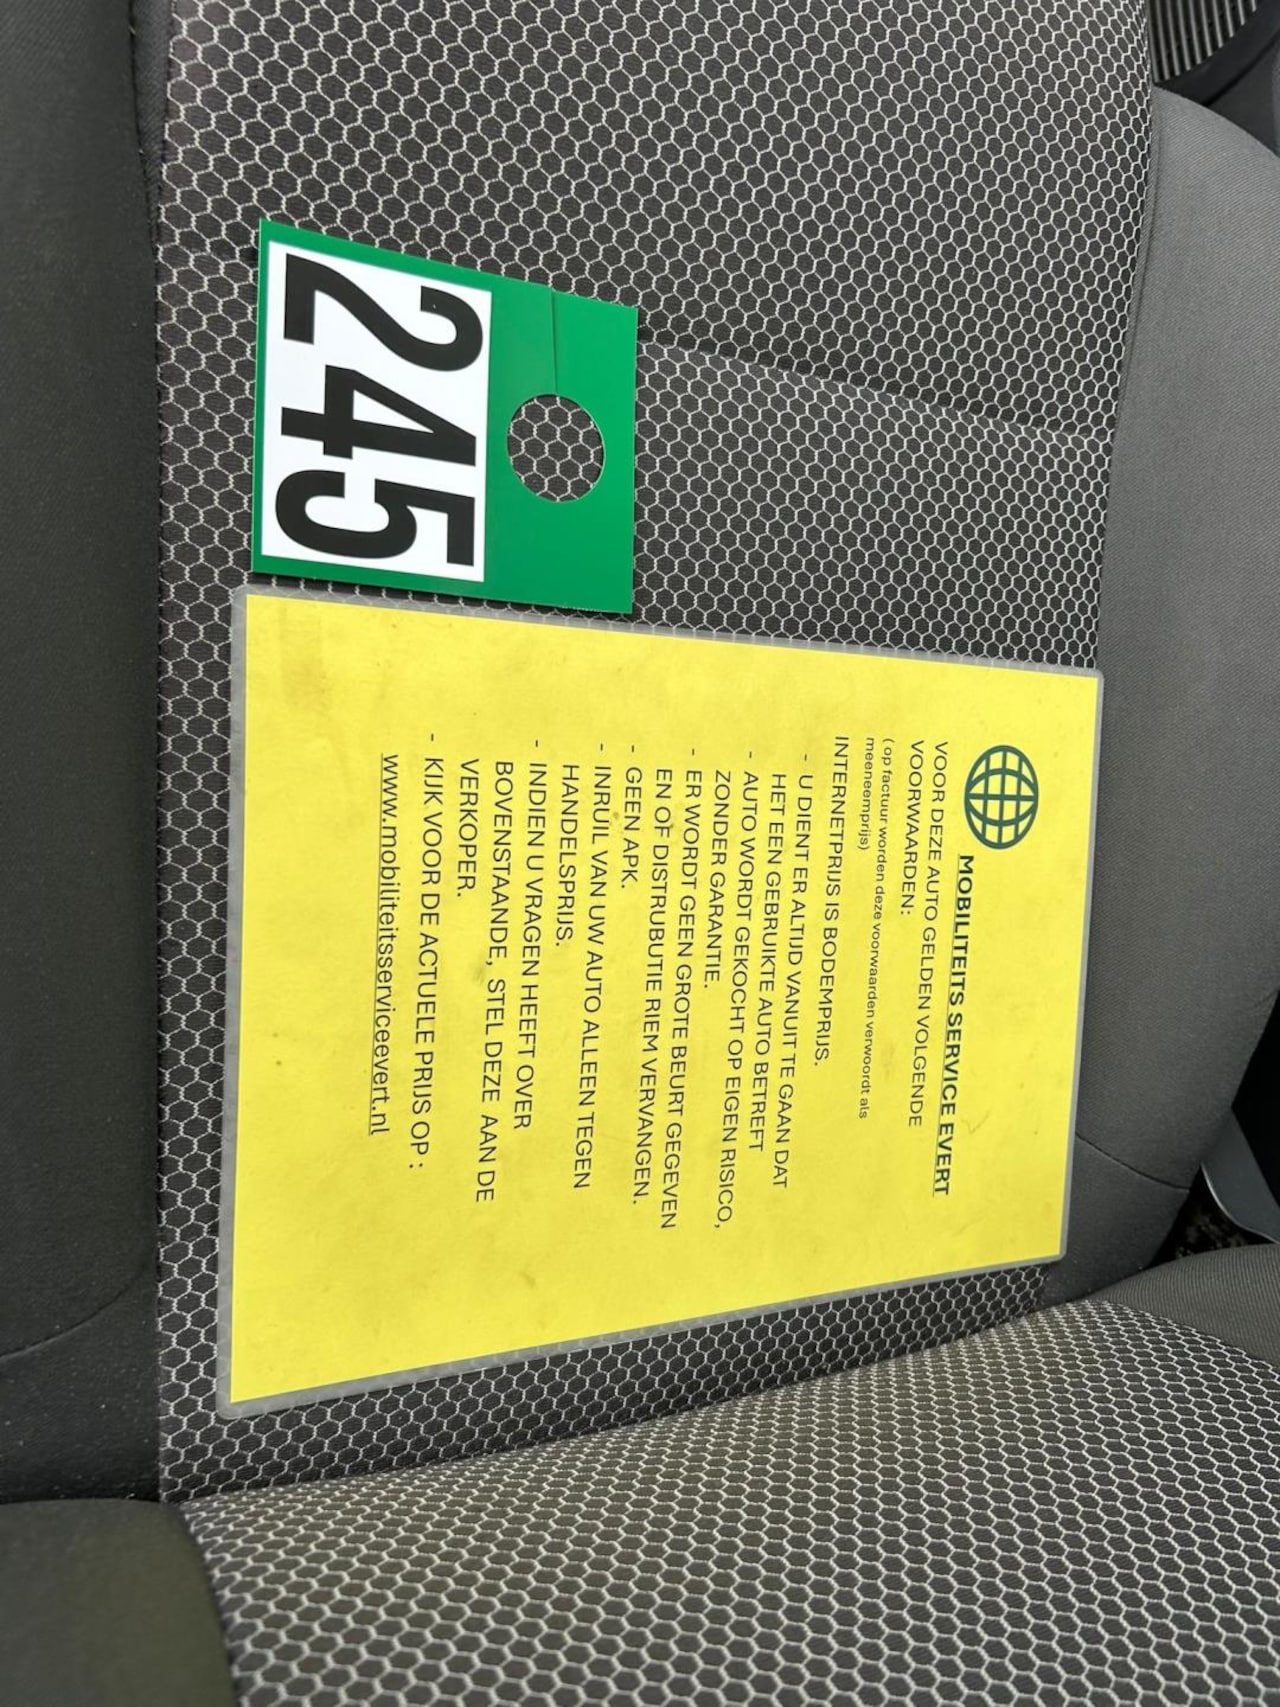 245
MOBILITEITS SERVICE EVERT
VOOR DEZE AUTO GELDEN VOLGENDE
VOORWAARDEN:
( op factuur worden deze voorwaarden verwoordt als
meeneemprijs)
INTERNETPRIJS IS BODEMPRIJS.
- U DIENT ER ALTIJD VANUIT TE GAAN DAT
HET EEN GEBRUIKTE AUTO BETREFT
- AUTO WORDT GEKOCHT OP EIGEN RISICO,
ZONDER GARANTIE.
- ER WORDT GEEN GROTE BEURT GEGEVEN
EN OF DISTRUBUTIE RIEM VERVANGEN.
- GEEN APK.
- INRUIL VAN UW AUTO ALLEEN TEGEN
HANDELSPRIJS.
- INDIEN U VRAGEN HEEFT OVER
BOVENSTAANDE, STEL DEZE AAN DE
VERKOPER.
- KIJK VOOR DE ACTUELE PRIJS OP :
www.mobiliteitsserviceevert.nl